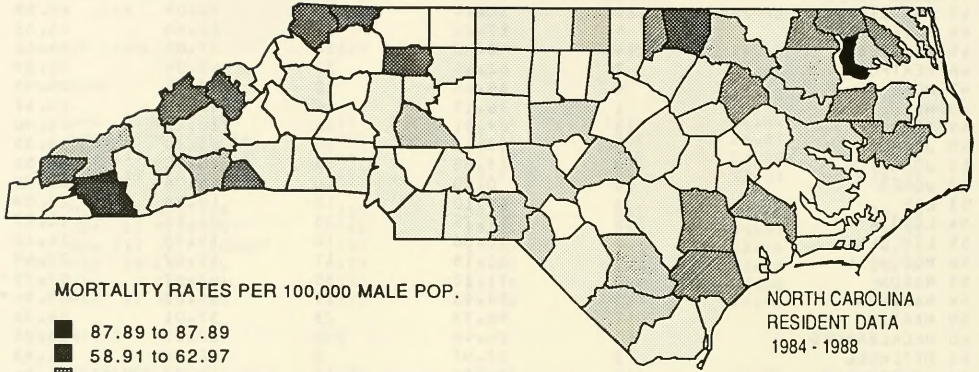 MORTALITY RATES PER 100,000 MALE POP.
87.89 to 87.89
58.91 to 62.97
NORTH CAROLINA
RESIDENT DATA
1984 - 1988